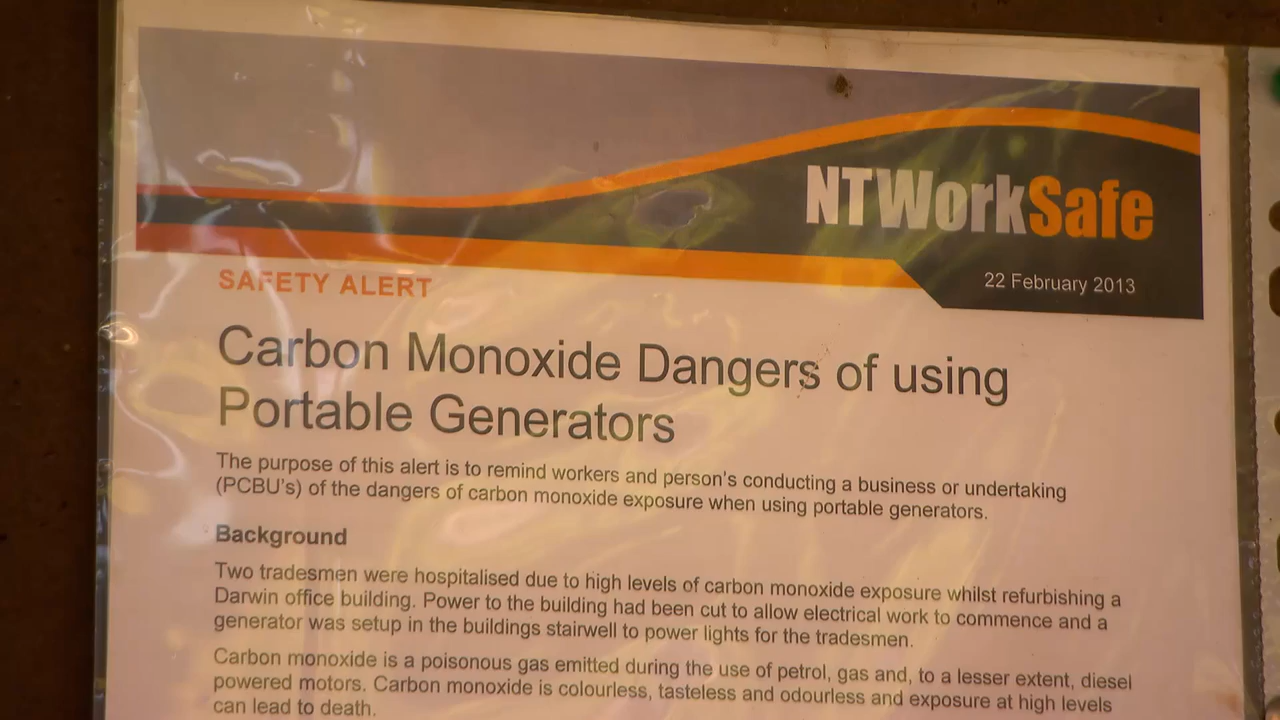 NTWorkSafe
22 February 2013
SAFETY ALERT
Carbon Monoxide Dangers of using
Portable Generators
The purpose of this alert is to remind workers and person's conducting a business or undertaking
(PCBU's) of the dangers of carbon monoxide exposure when using portable generators.
Background
Two tradesmen were hospitalised due to high levels of carbon monoxide exposure whilst refurbishing a
Darwin office building. Power to the building had been cut to allow electrical work to commence and a
generator was setup in the buildings stairwell to power lights for the tradesmen.
Carbon monoxide is a poisonous gas emitted during the use of petrol, gas and, to a lesser extent, diesel
powered motors. Carbon monoxide is colourless, tasteless and odourless and exposure at high levels
can lead to death.